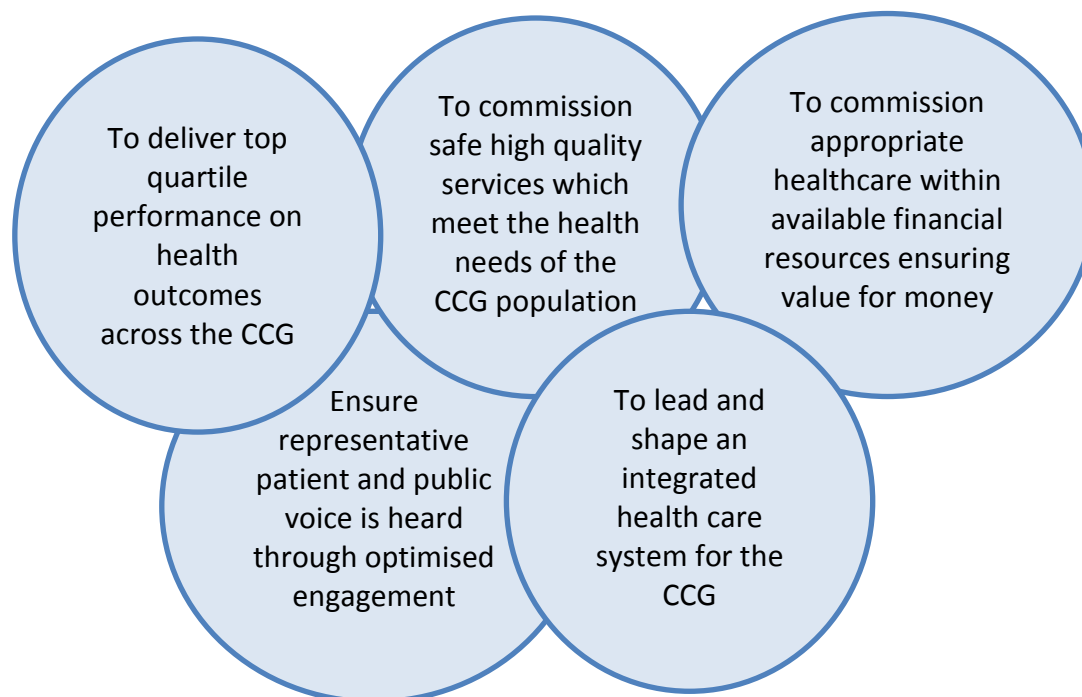 To deliver top
quartile
performance on
health
outcomes
across the CCG
To commission
safe high quality
services which
meet the health
needs of the
CCG population
To commission
appropriate
healthcare within
available financial
resources ensuring
value for money
Ensure
representative
patient and public
voice is heard
through optimised
engagement
To lead and
shape an
integrated
health care
system for the
CCG